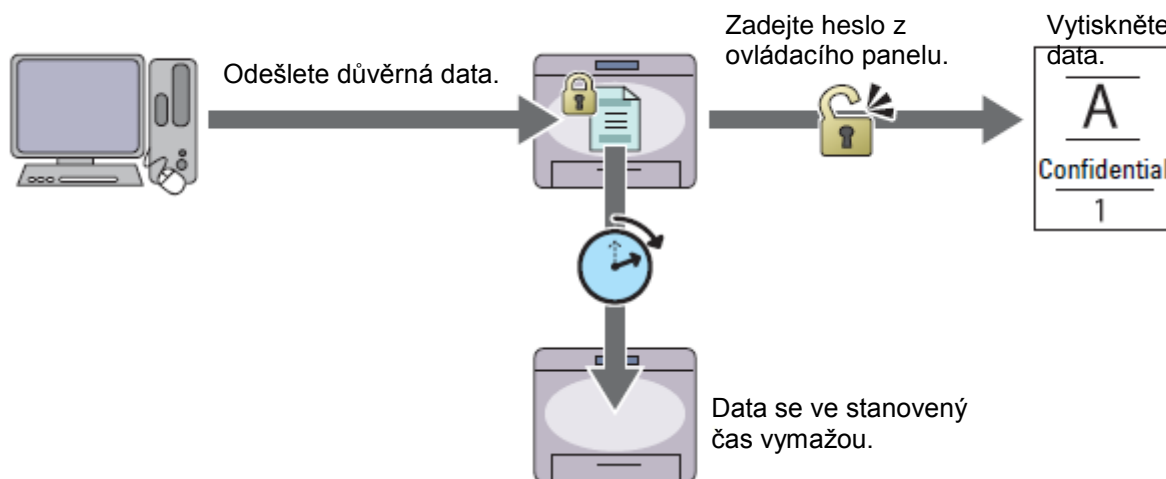 Odešlete důvěrná data.
Zadejte heslo z
ovládacího panelu.
Vytiskněte
data.
A
Confidential
1
Data se ve stanovený
čas vymažou.